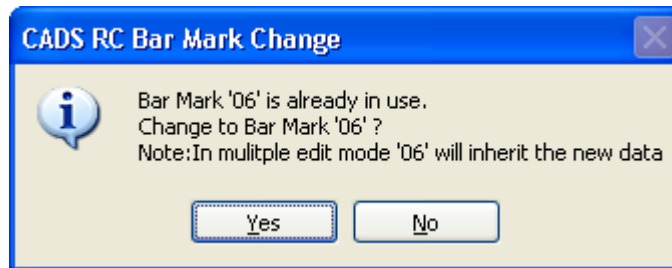 CADS RC Bar Mark Change
Bar Mark '06' is already in use.
Change to Bar Mark '06' ?
Note:In mulitple edit mode '06' will inherit the new data
Yes
No